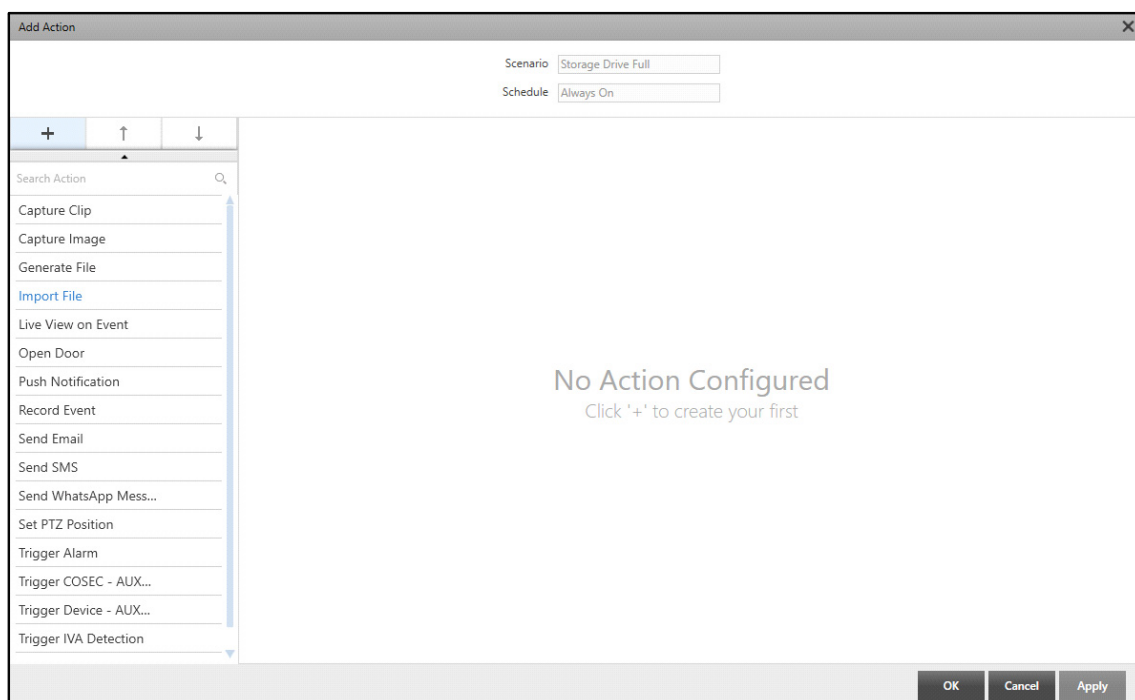 Add Action
Scenario Storage Drive Full
Schedule Always On
Search Action
Capture Clip
Capture Image
Generate File
Import File
Live View on Event
Open Door
Push Notification
Record Event
Send Email
Send SMS
Send WhatsApp Mess...
Set PTZ Position
Trigger Alarm
Trigger COSEC - AUX...
Trigger Device - AUX...
Trigger IVA Detection
No Action Configured
Click '+' to create your first
OK Cancel Apply